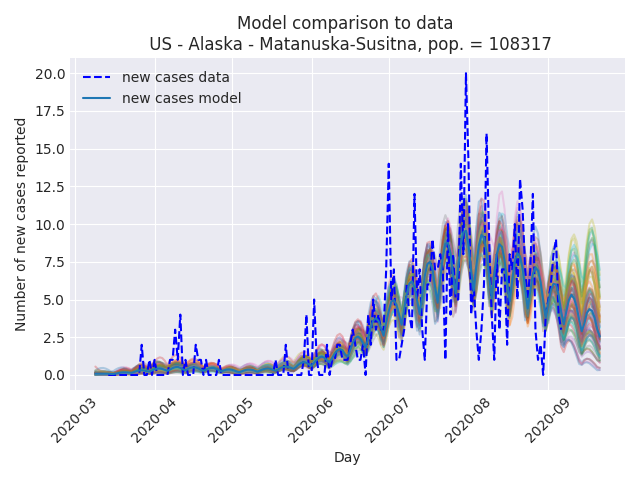 Model comparison to data
US - Alaska - Matanuska-Susitna, pop. = 108317
new cases data
new cases model
Number of new cases reported
20.0
17.5
15.0
12.5
10.0
7.5
5.0
2.5
0.0
2020-03
2020-04
2020-05
2020-06
2020-07
2020-08
2020-09
Day